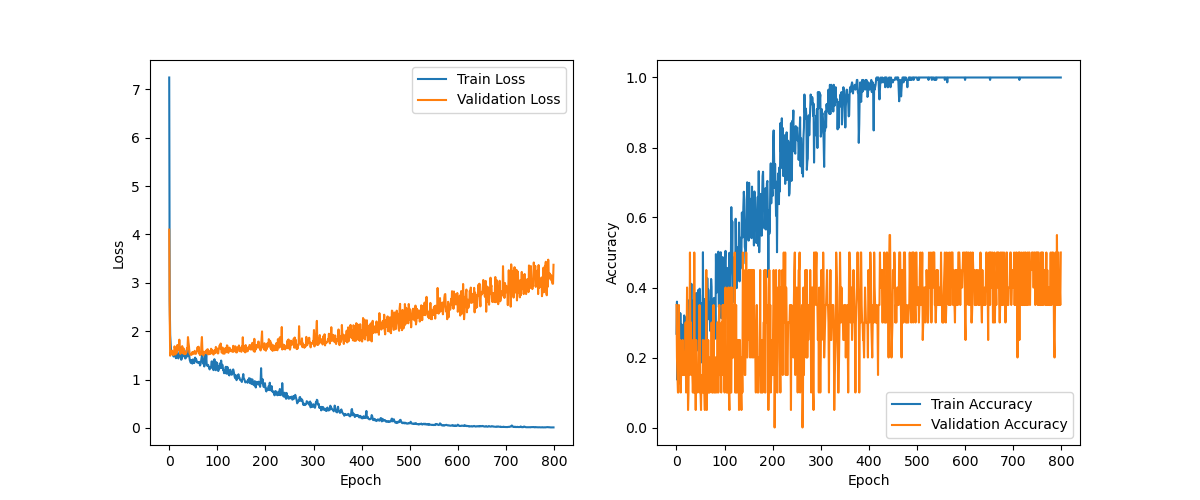 Train Loss
Validation Loss
7
6
5
4
3
2
1
0
Loss
0 100 200 300 400 500 600 700 800
Epoch
1.0
0.8
0.6
0.4
0.2
0.0
Accuracy
Train Accuracy
Validation Accuracy
0 100 200 300 400 500 600 700 800
Epoch